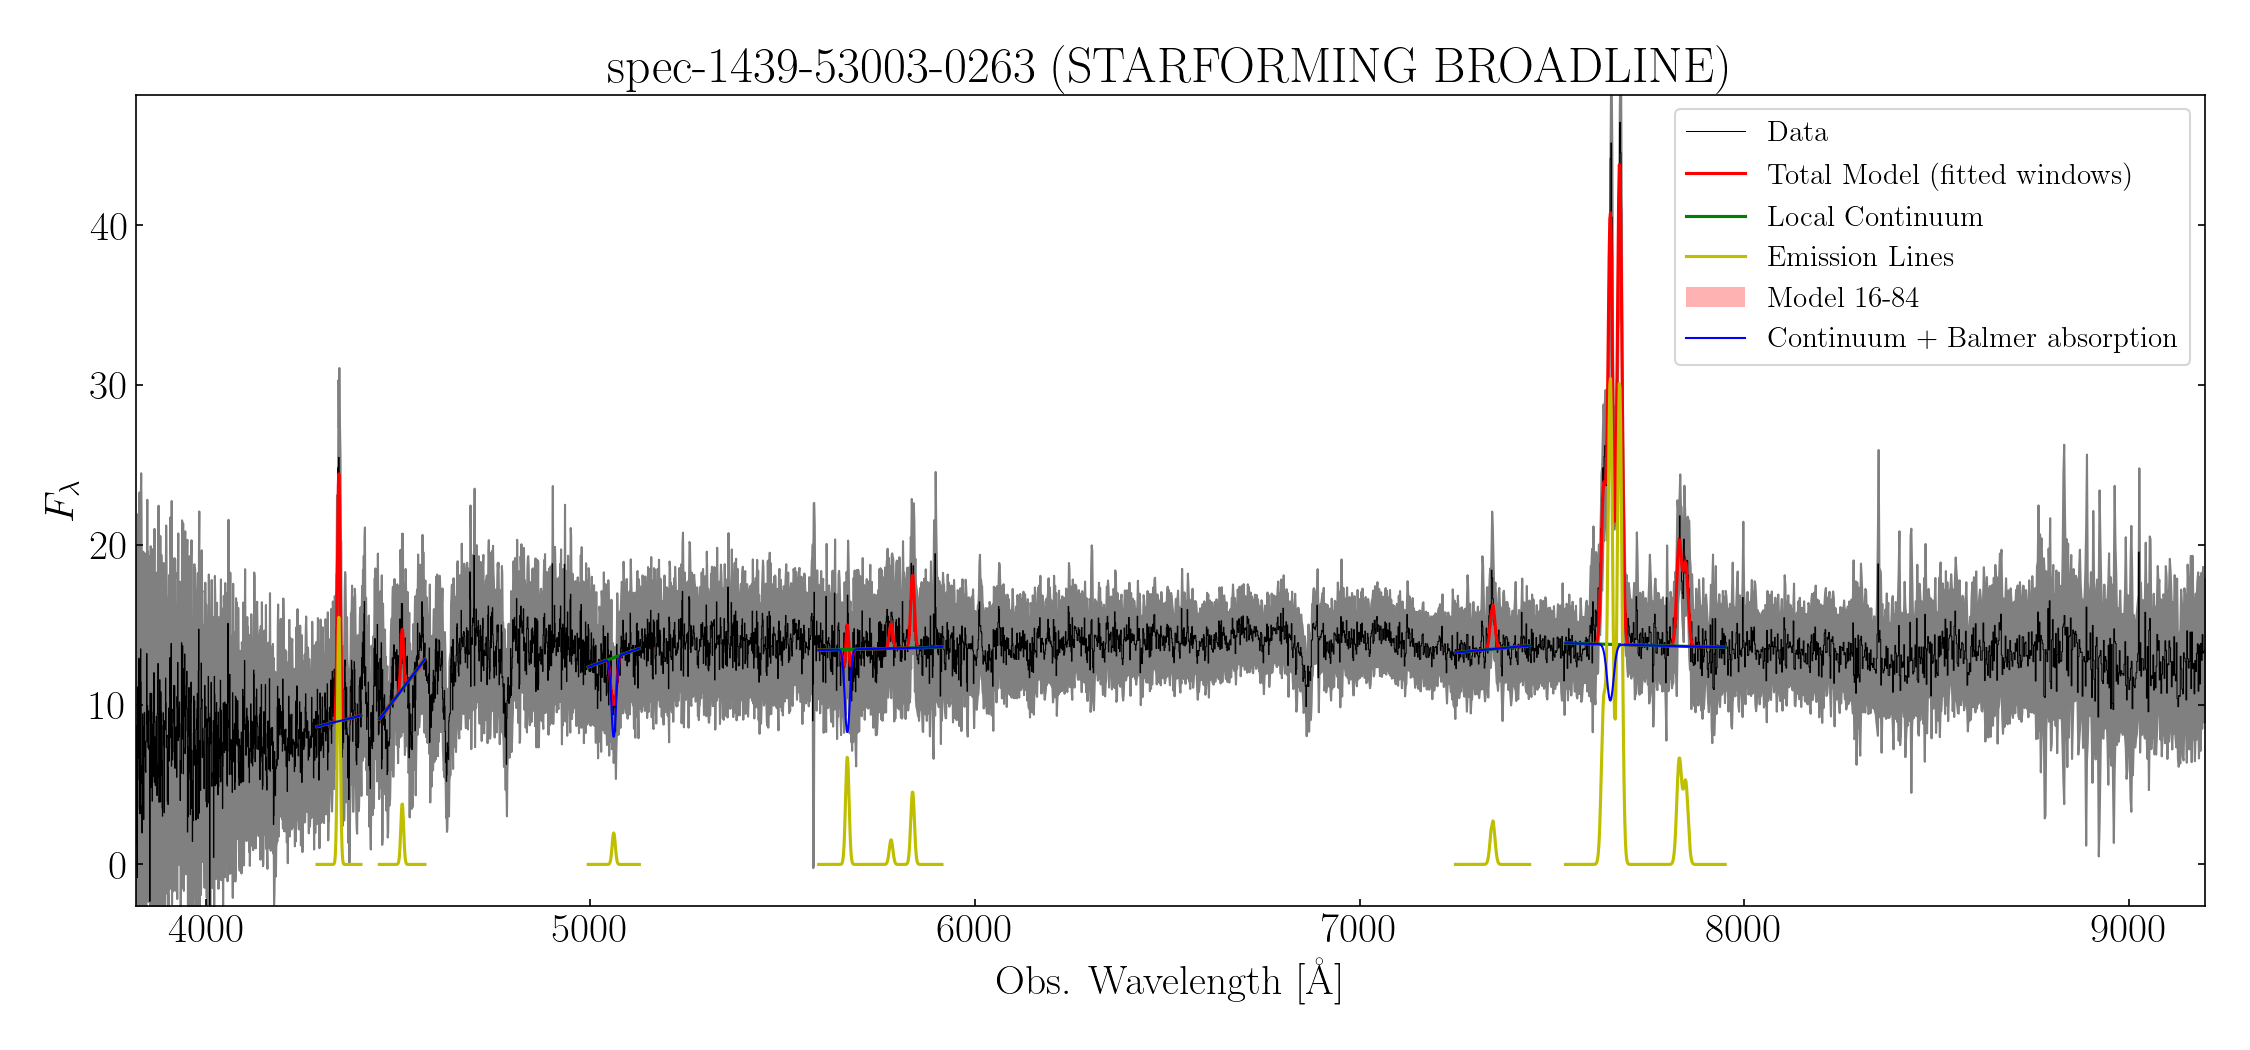 spec-1439-53003-0263 (STARFORMING BROADLINE)
Data
Total Model (fitted windows)
Local Continuum
Emission Lines
Model 16-84
Continuum + Balmer absorption
40
30
20
10
0
F_λ
4000 5000 6000 7000 8000 9000
Obs. Wavelength [Å]